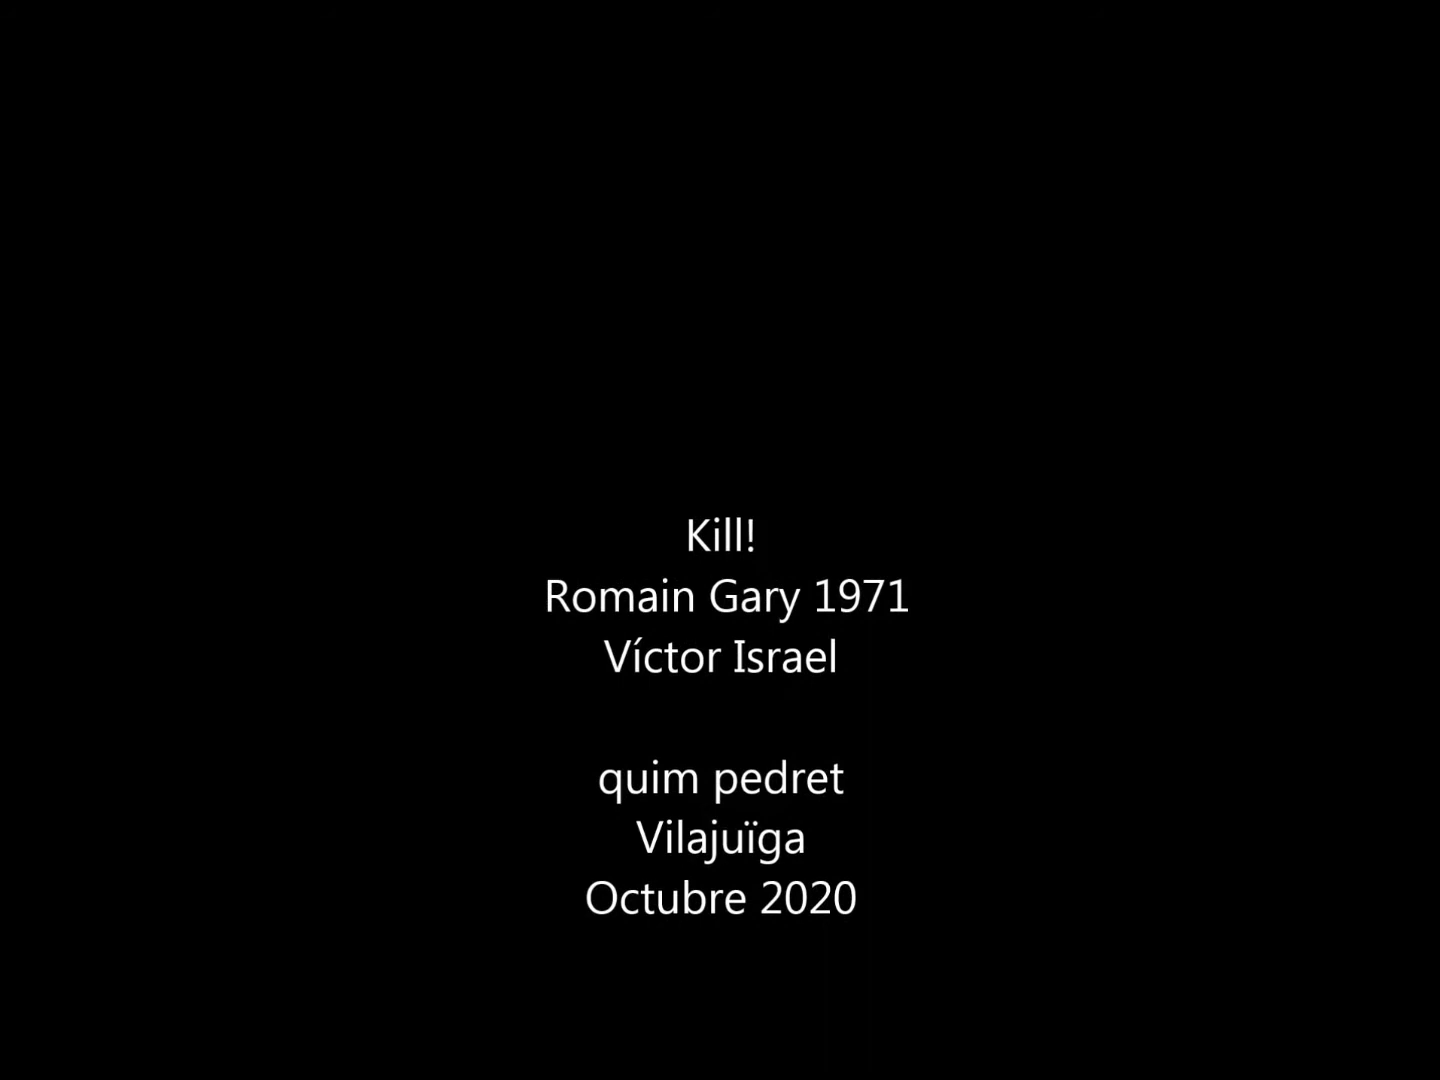 Kill!
Romain Gary 1971
Víctor Israel
quim pedret
Vilajuïga
Octubre 2020